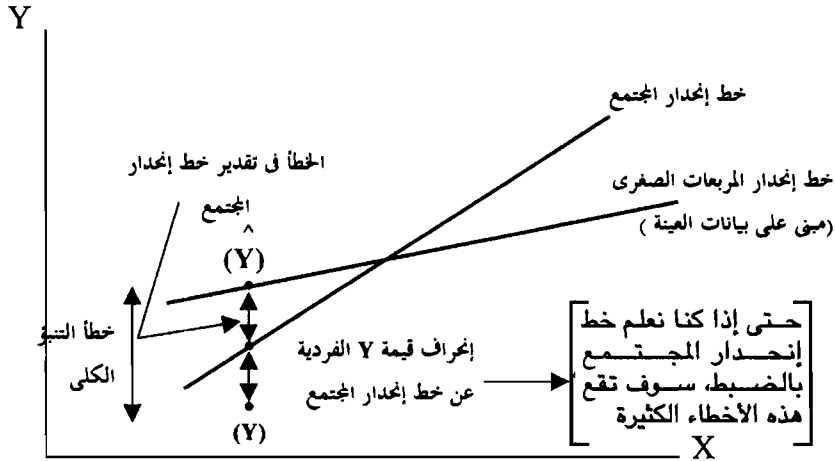 Y
خط إنحدار المجتمع
الخطأ فى تقدير خط إنحدار
المجتمع
خط إنحدار المربعات الصغرى
(مبنى على بيانات العينة )
^
(Y)
خطأ التنبؤ
الكلى
إنحراف قيمة Y الفردية
عن خط إنحدار المجتمع
حتى إذا كنا نعلم خط
إنحدار المجتمع
بالضبط، سوف تقع
هذه الأخطاء الكثيرة
(Y)
X